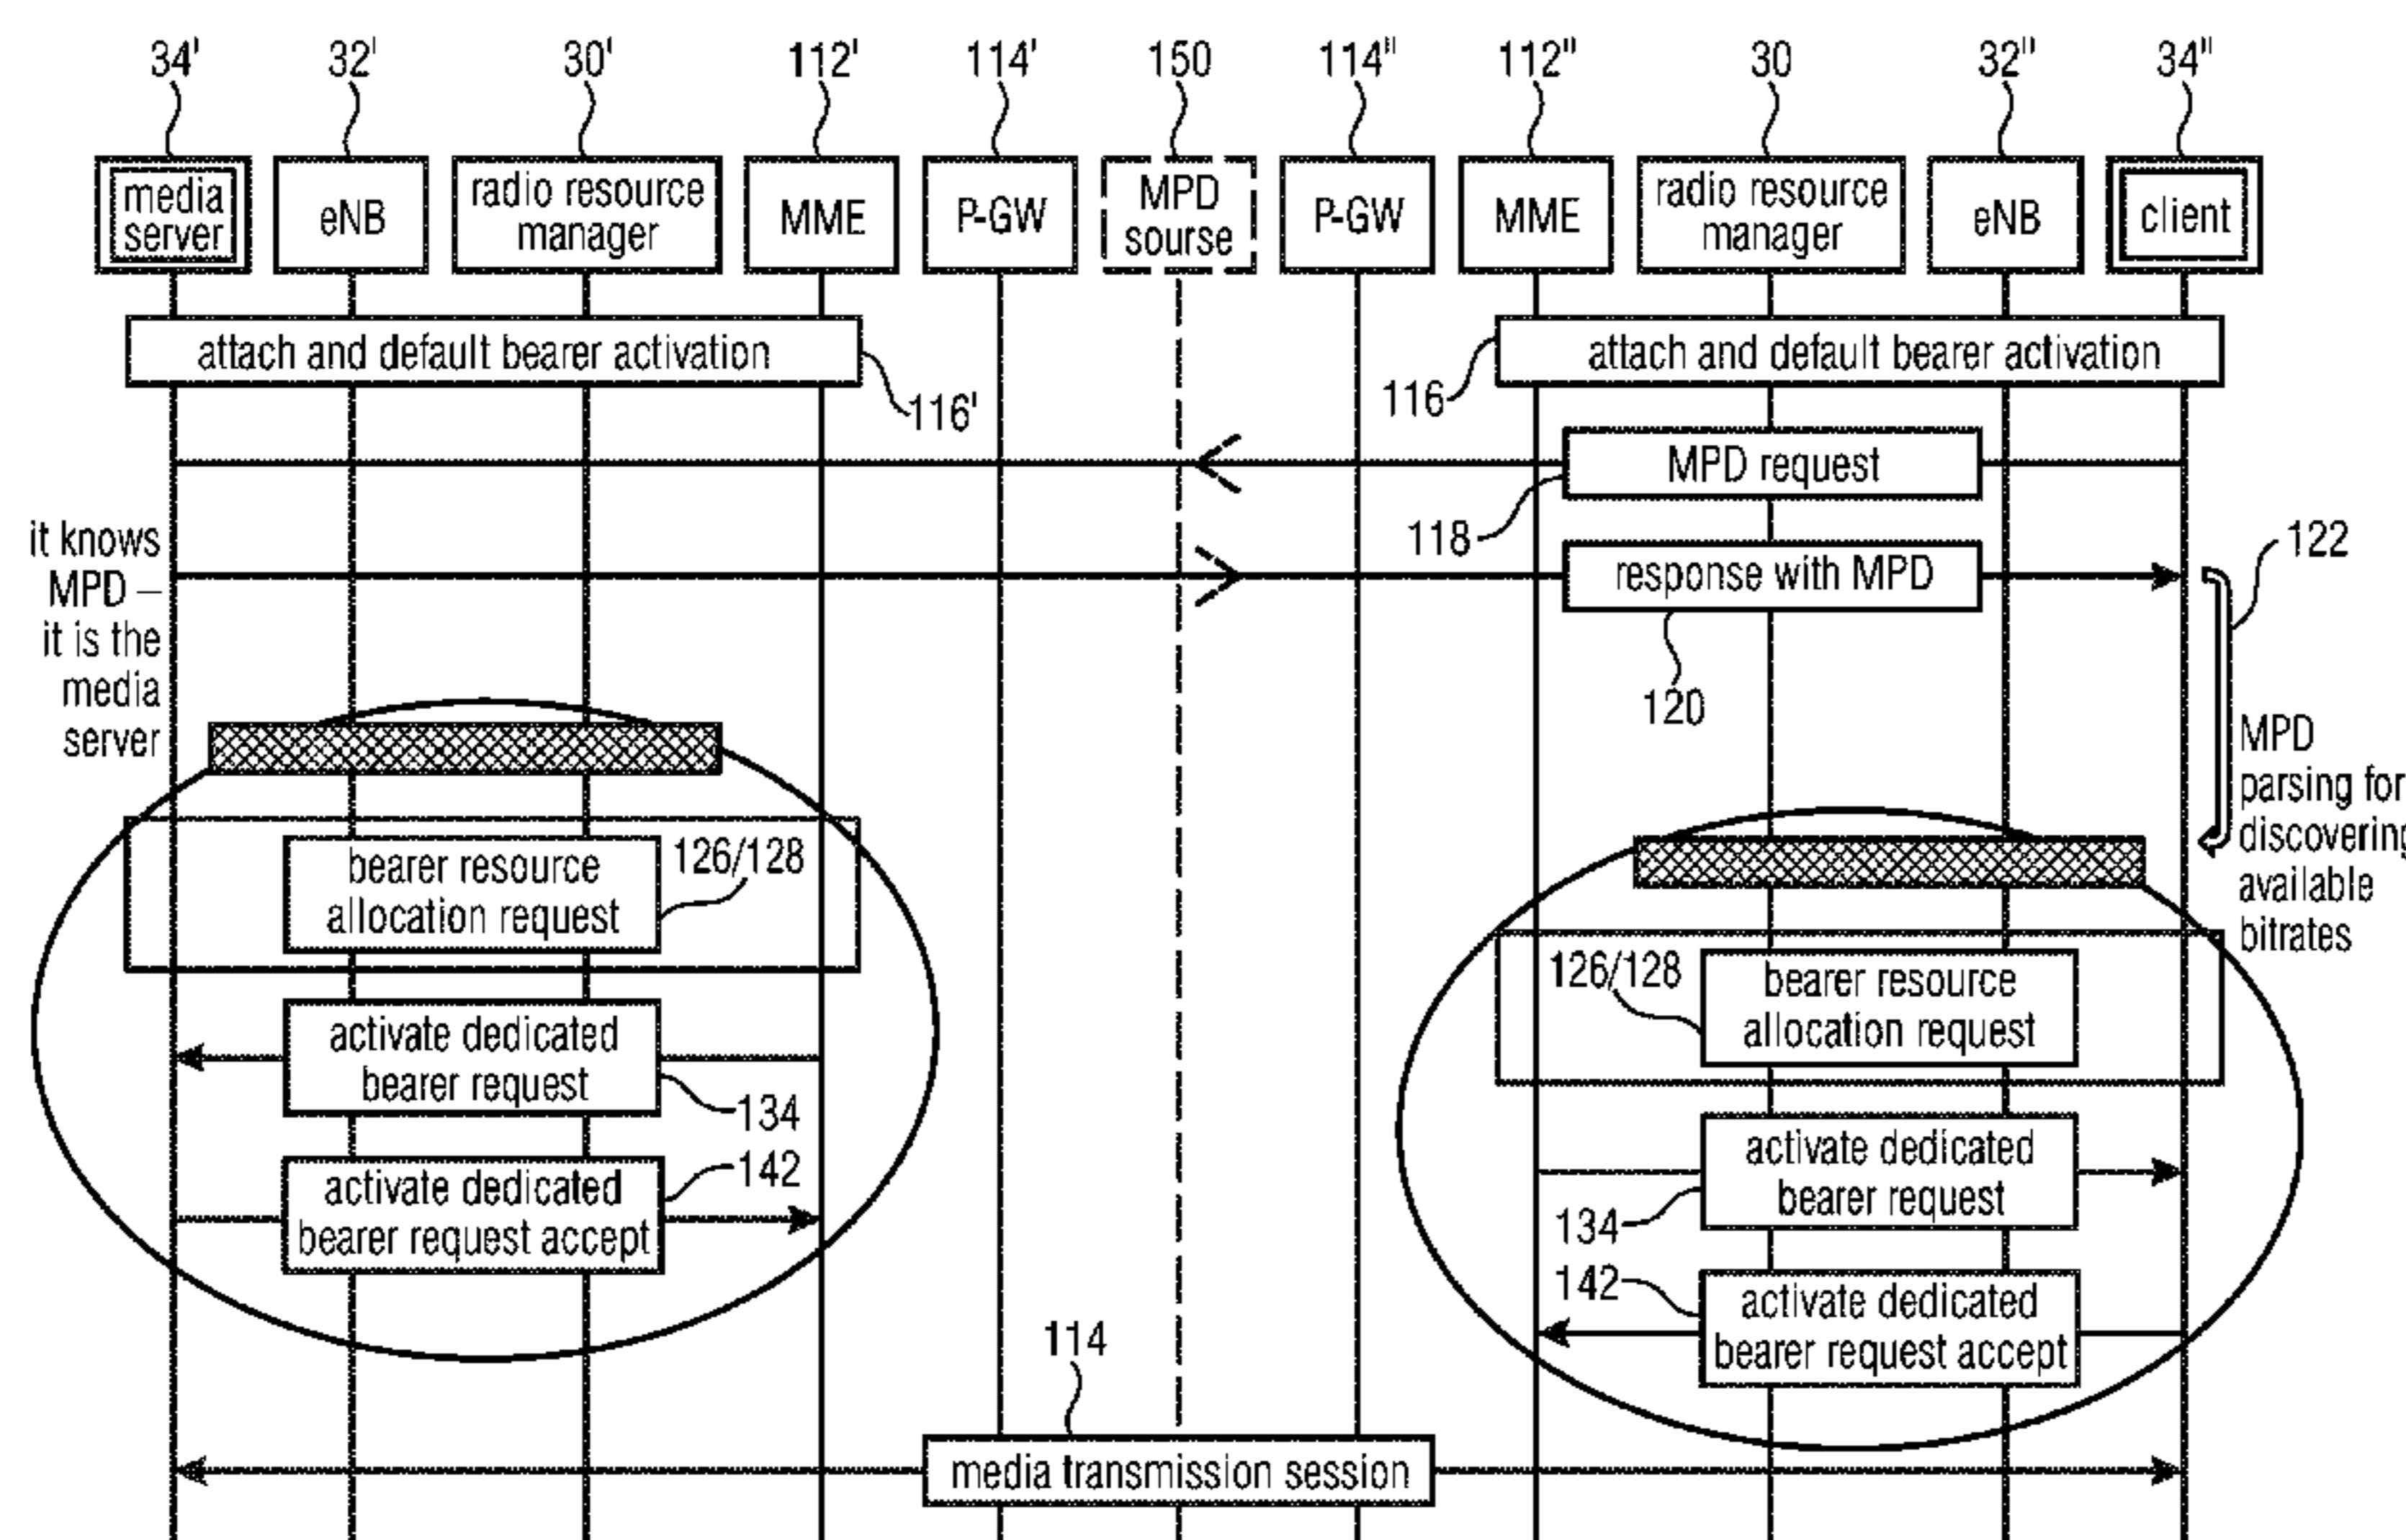 34'
32'
30'
112'
114'
150
114"
112"
30
32"
34"
media
server
eNB
radio resource
manager
MME
P-GW
MPD
sourse
P-GW
MME
radio resource
manager
eNB
client
attach and default bearer activation
116'
attach and default bearer activation
116
MPD request
118
it knows
MPD –
it is the
media
server
response with MPD
120
122
MPD
parsing for
discovering
available
bitrates
bearer resource
allocation request
126/128
activate dedicated
bearer request
134
activate dedicated
bearer request accept
142
126/128
bearer resource
allocation request
activate dedicated
bearer request
134
142
activate dedicated
bearer request accept
114
media transmission session